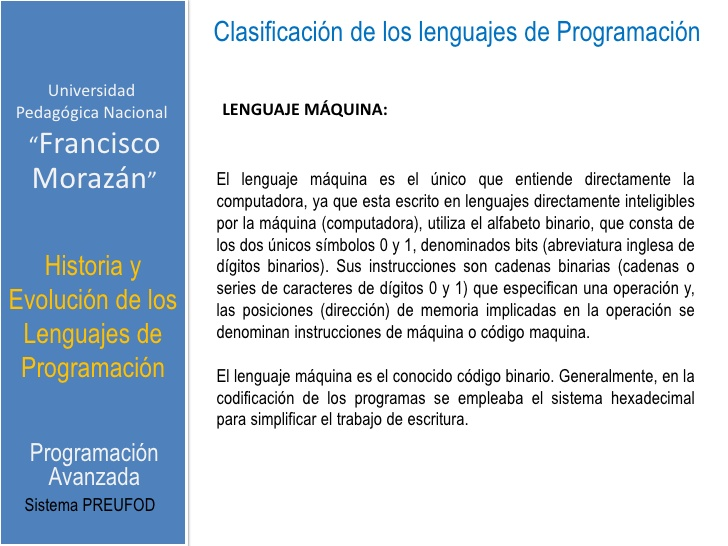 Clasificación de los lenguajes de Programación
Universidad
Pedagógica Nacional
“Francisco
Morazán”
Historia y
Evolución de los
Lenguajes de
Programación
Programación
Avanzada
Sistema PREUFOD
LENGUAJE MÁQUINA:
El lenguaje máquina es el único que entiende directamente la
computadora, ya que esta escrito en lenguajes directamente inteligibles
por la máquina (computadora), utiliza el alfabeto binario, que consta de
los dos únicos símbolos 0 y 1, denominados bits (abreviatura inglesa de
dígitos binarios). Sus instrucciones son cadenas binarias (cadenas o
series de caracteres de dígitos 0 y 1) que especifican una operación y,
las posiciones (dirección) de memoria implicadas en la operación se
denominan instrucciones de máquina o código maquina.
El lenguaje máquina es el conocido código binario. Generalmente, en la
codificación de los programas se empleaba el sistema hexadecimal
para simplificar el trabajo de escritura.